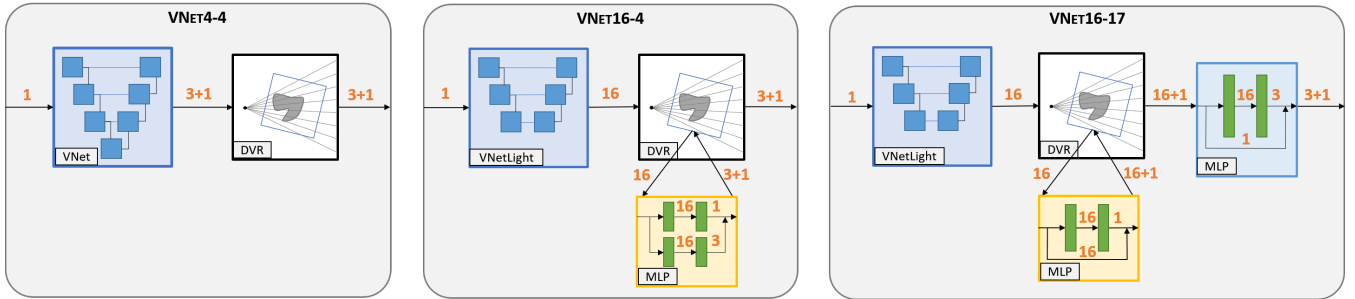 VNET4-4
1
3+1
3+1
VNet
DVR
VNET16-4
1
16
3+1
VNetLight
DVR
16
3+1
16
1
16
3
MLP
VNET16-17
1
16
16+1
16
3
3+1
1
VNetLight
DVR
MLP
16
16+1
16
1
16
MLP